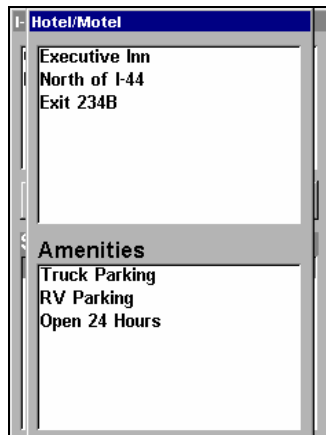 I- Hotel/Motel
Executive Inn
North of I-44
Exit 234B
Amenities
Truck Parking
RV Parking
Open 24 Hours